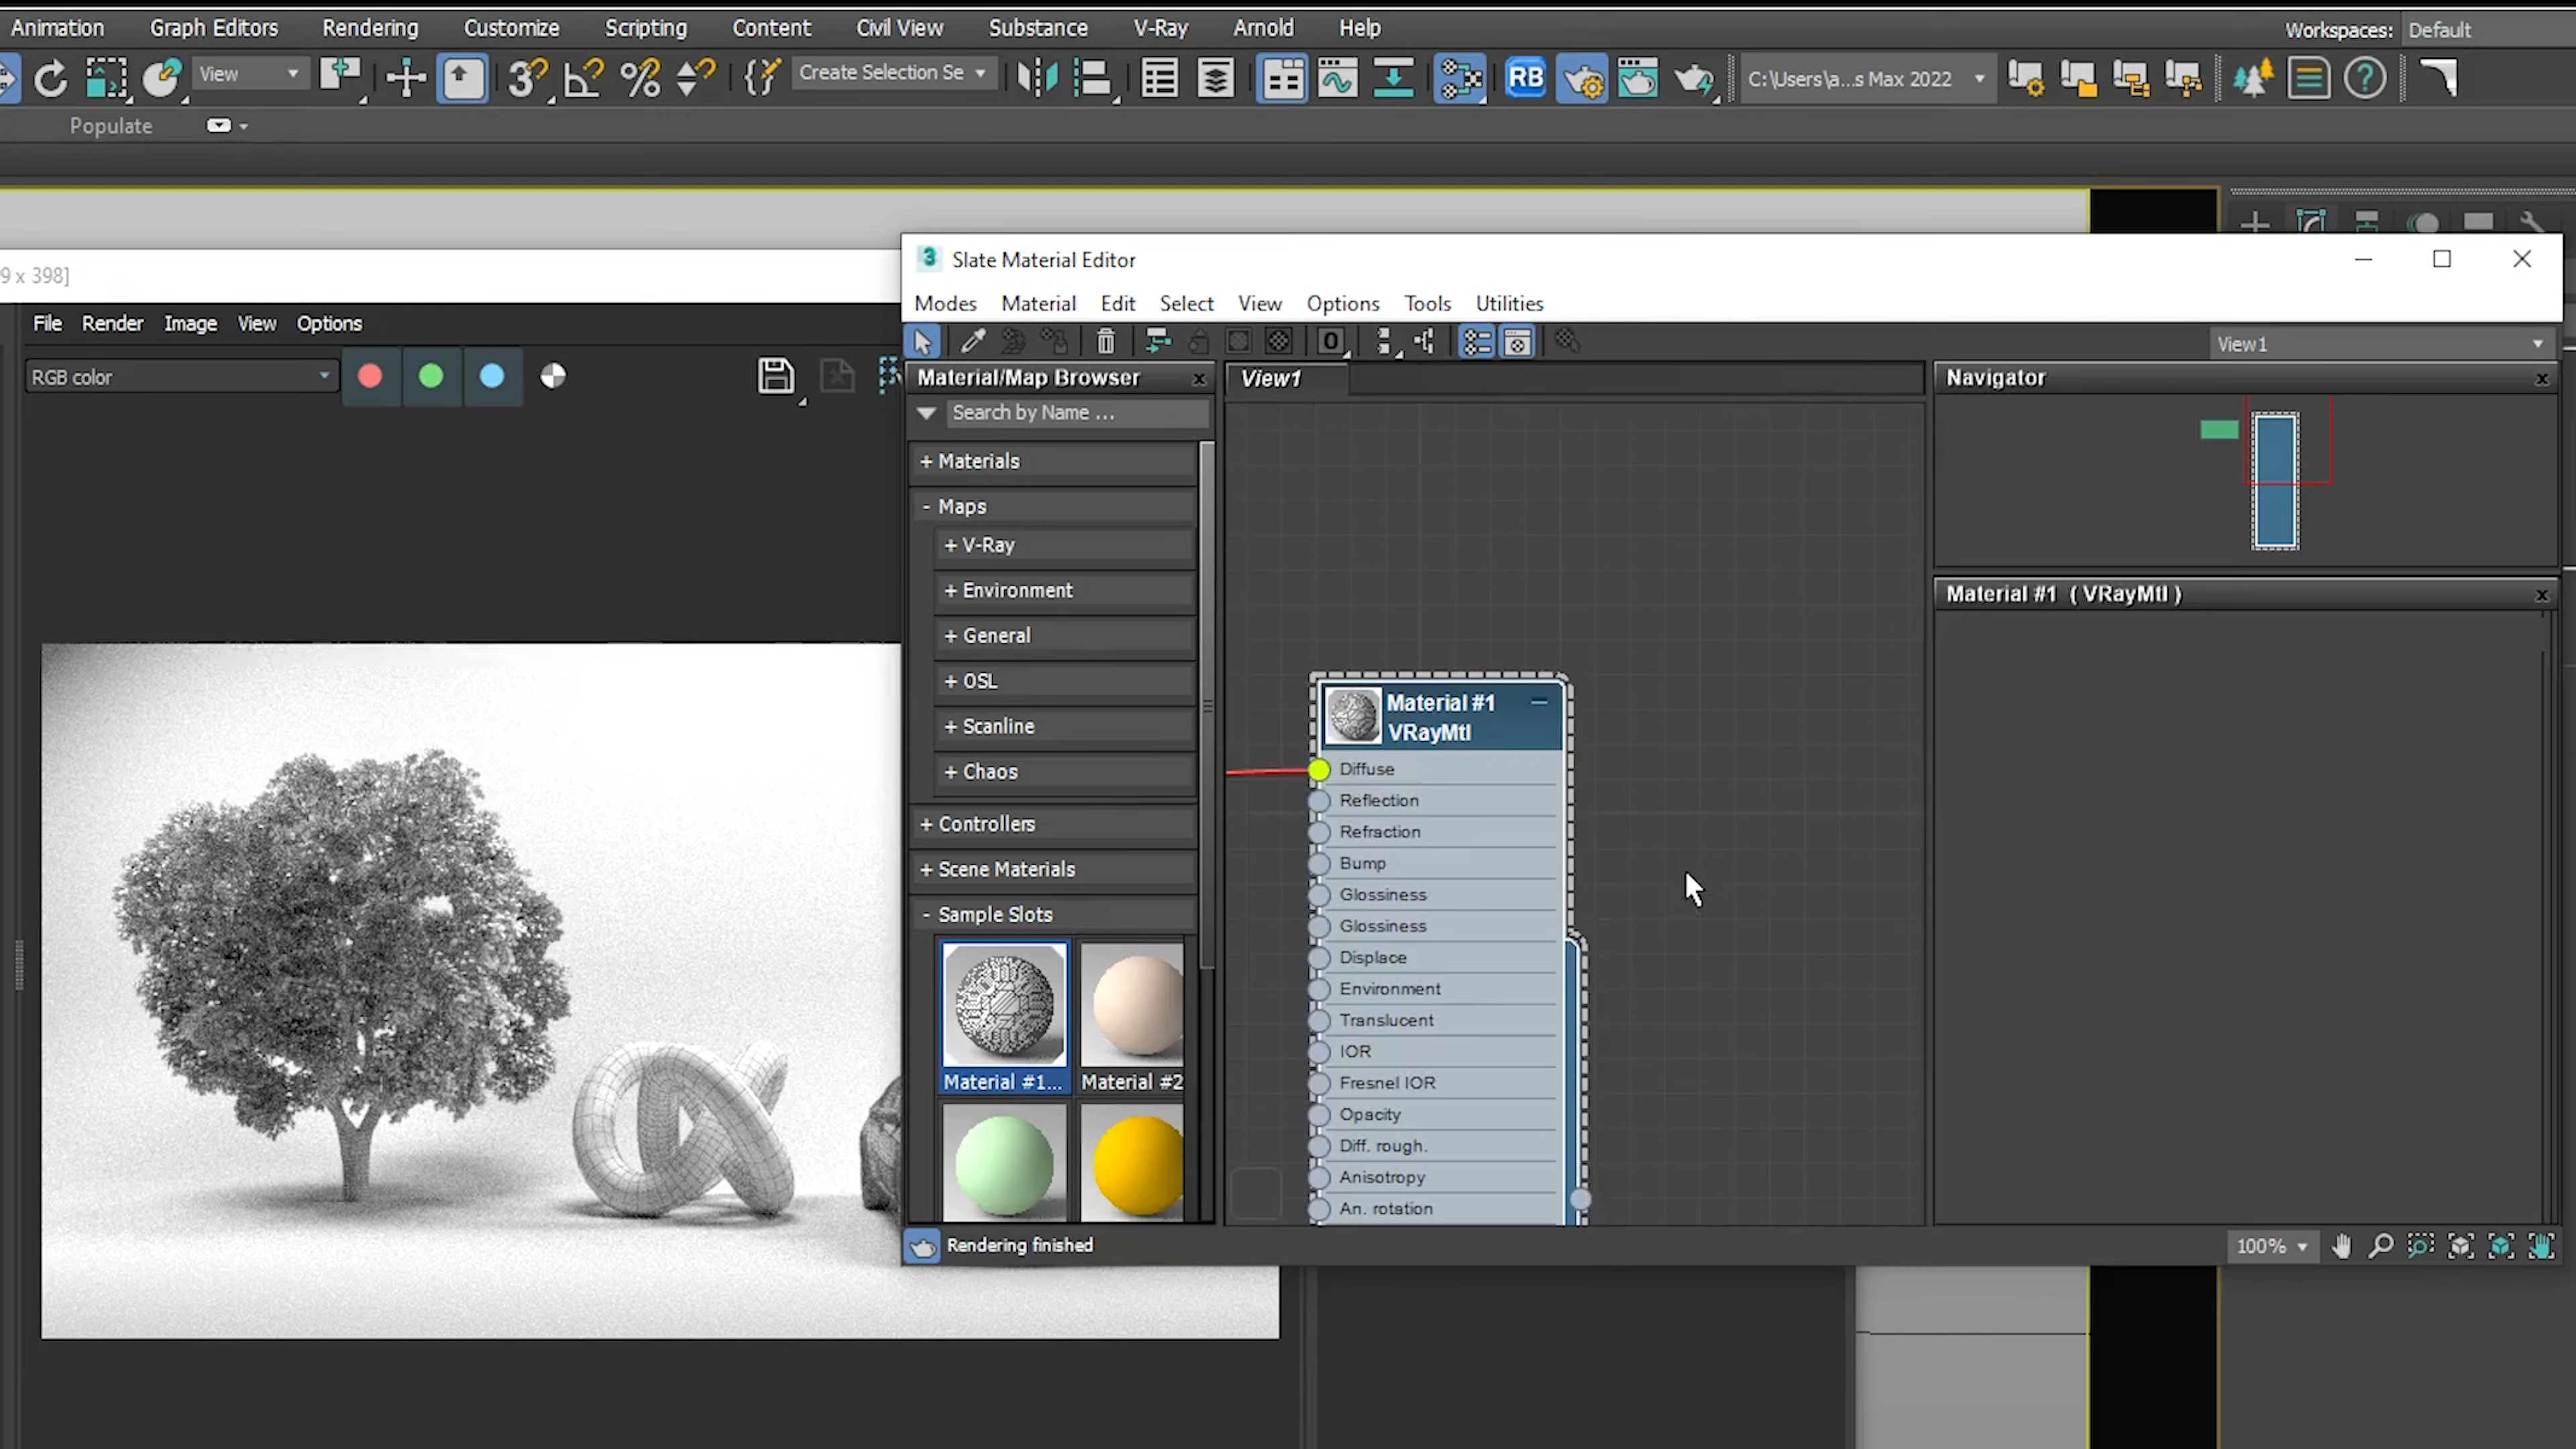 Animation Graph Editors Rendering Customize Scripting Content Civil View Substance V-Ray Arnold Help Workspaces: Default
View 3 Create Selection Se RB C:\Users\a...s Max 2022
Populate
9 x 398]
File Render Image View Options
RGB color
3 Slate Material Editor
Modes Material Edit Select View Options Tools Utilities
0 View1
Material/Map Browser x
Search by Name ...
+ Materials
- Maps
+ V-Ray
+ Environment
+ General
+ OSL
+ Scanline
+ Chaos
+ Controllers
+ Scene Materials
- Sample Slots
Material #1... Material #2
Rendering finished
View1
Material #1
VRayMtl
Diffuse
Reflection
Refraction
Bump
Glossiness
Glossiness
Displace
Environment
Translucent
IOR
Fresnel IOR
Opacity
Diff. rough.
Anisotropy
An. rotation
Navigator x
Material #1 ( VRayMtl ) x
100%